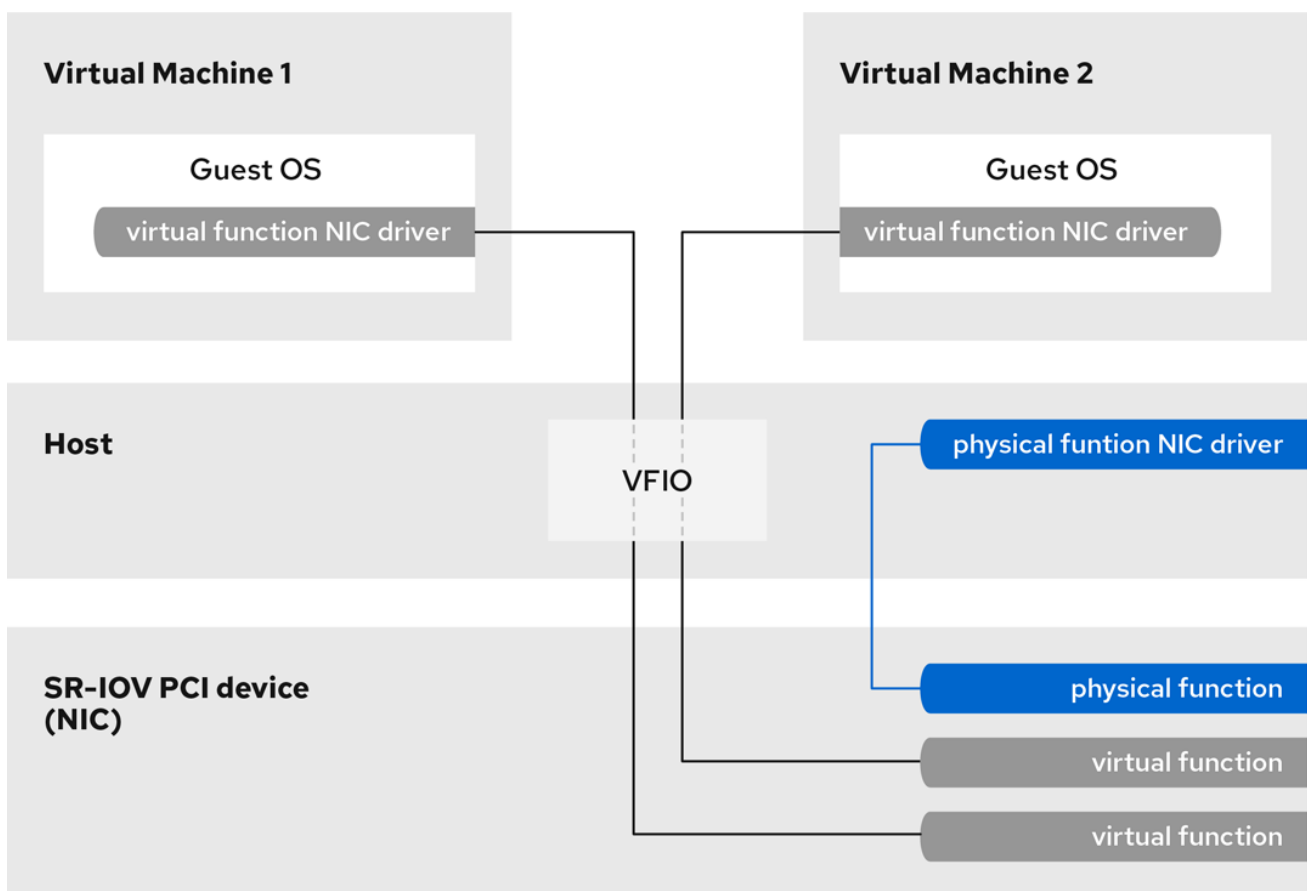 Virtual Machine 1
Guest OS
virtual function NIC driver
Virtual Machine 2
Guest OS
virtual function NIC driver
Host
VFIO
physical funtion NIC driver
SR-IOV PCI device
(NIC)
physical function
virtual function
virtual function